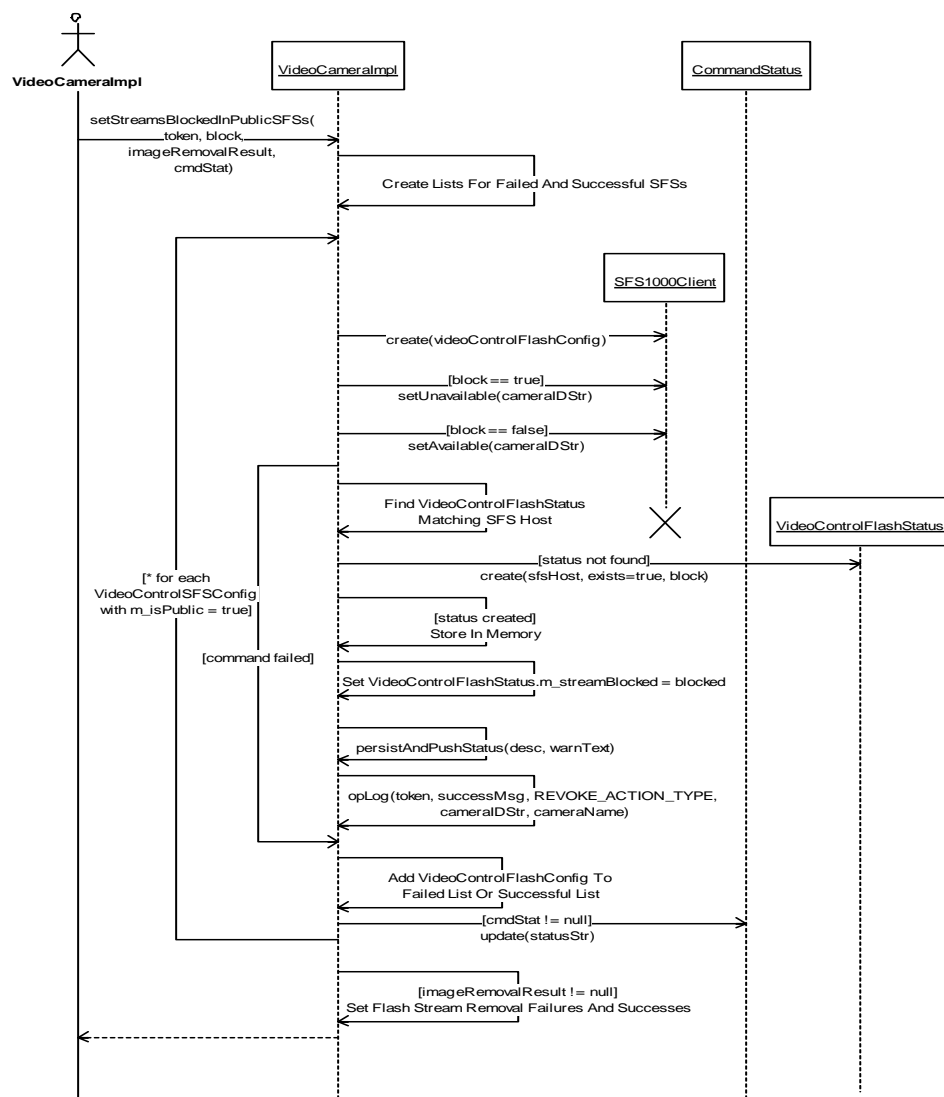 VideoCameraImpl
VideoCameraImpl
CommandStatus
setStreamsBlockedInPublicSFSs(
token, block,
imageRemovalResult,
cmdStat)
Create Lists For Failed And Successful SFSs
SFS1000Client
create(videoControlFlashConfig)
[block == true]
setUnavailable(cameraIDStr)
[block == false]
setAvailable(cameraIDStr)
Find VideoControlFlashStatus
Matching SFS Host
VideoControlFlashStatus
[status not found]
create(sfsHost, exists=true, block)
[* for each
VideoControlSFSConfig
with m_isPublic = true]
[status created]
Store In Memory
[command failed]
Set VideoControlFlashStatus.m_streamBlocked = blocked
persistAndPushStatus(desc, warnText)
opLog(token, successMsg, REVOKE_ACTION_TYPE,
cameraIDStr, cameraName)
Add VideoControlFlashConfig To
Failed List Or Successful List
[cmdStat != null]
update(statusStr)
[imageRemovalResult != null]
Set Flash Stream Removal Failures And Successes